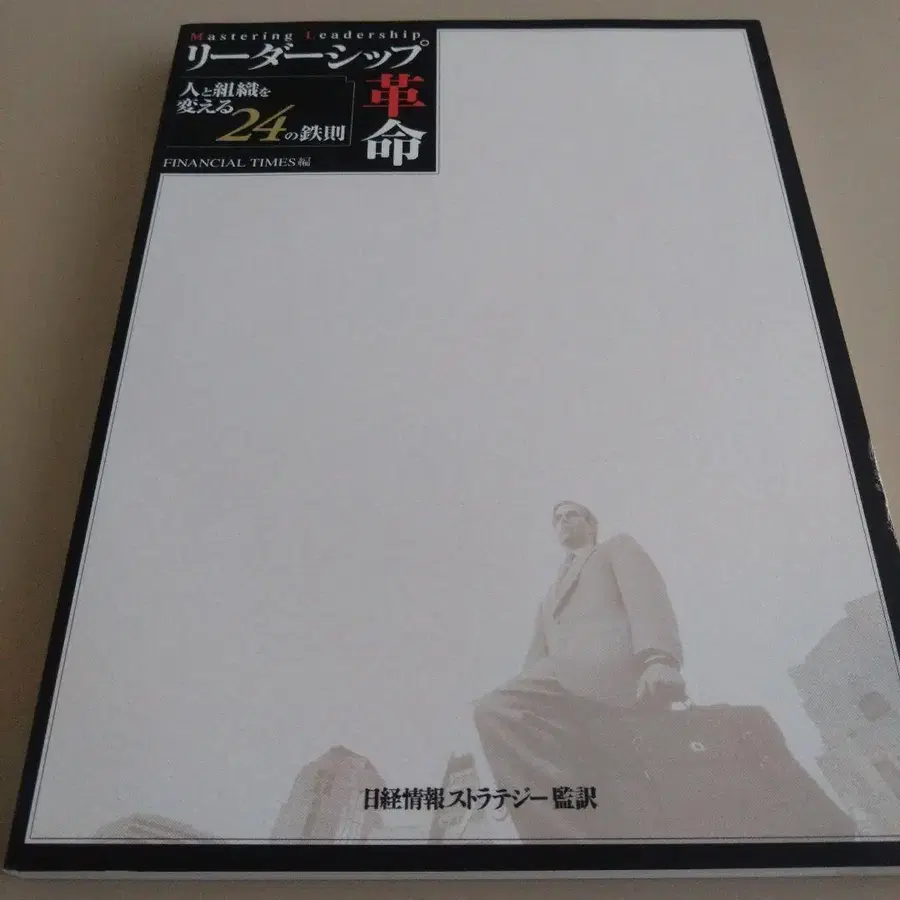 Mastering Leadership
リーダーシップ
革命
人と組織を
変える24の鉄則
FINANCIAL TIMES編
日経情報ストラテジー監訳